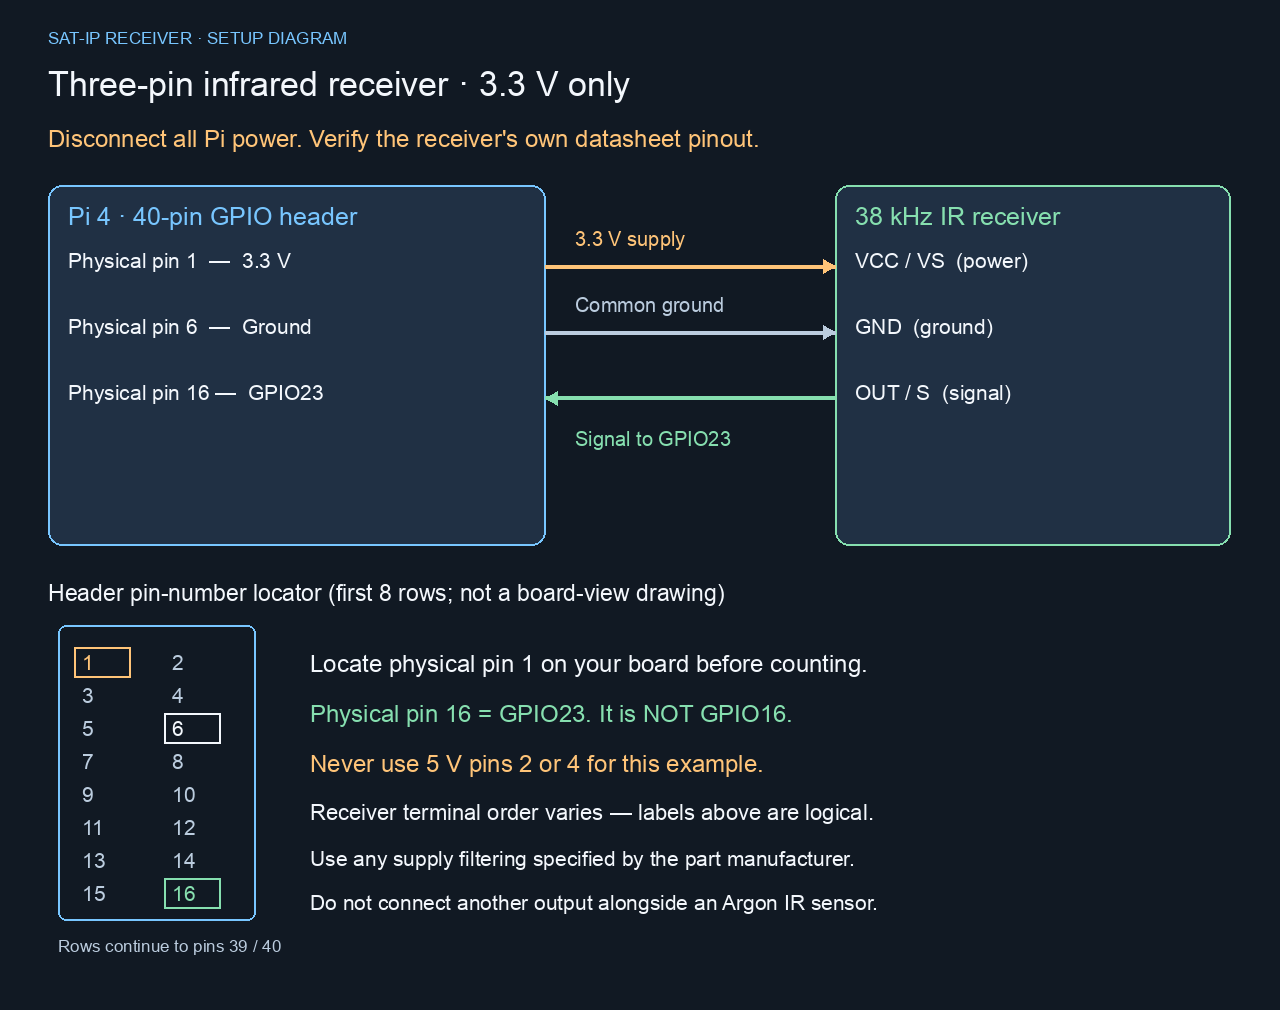 SAT-IP RECEIVER · SETUP DIAGRAM
Three-pin infrared receiver · 3.3 V only
Disconnect all Pi power. Verify the receiver's own datasheet pinout.
Pi 4 · 40-pin GPIO header
Physical pin 1 — 3.3 V
Physical pin 6 — Ground
Physical pin 16 — GPIO23
3.3 V supply
Common ground
Signal to GPIO23
38 kHz IR receiver
VCC / VS (power)
GND (ground)
OUT / S (signal)
Header pin-number locator (first 8 rows; not a board-view drawing)
1 2
3 4
5 6
7 8
9 10
11 12
13 14
15 16
Rows continue to pins 39 / 40
Locate physical pin 1 on your board before counting.
Physical pin 16 = GPIO23. It is NOT GPIO16.
Never use 5 V pins 2 or 4 for this example.
Receiver terminal order varies — labels above are logical.
Use any supply filtering specified by the part manufacturer.
Do not connect another output alongside an Argon IR sensor.